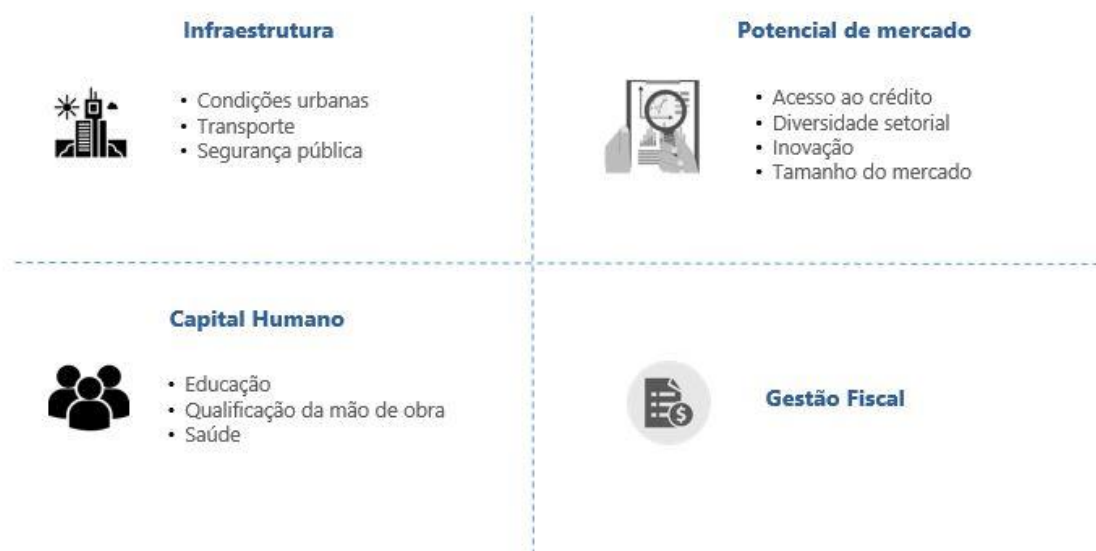 Infraestrutura
• Condições urbanas
• Transporte
• Segurança pública
Potencial de mercado
• Acesso ao crédito
• Diversidade setorial
• Inovação
• Tamanho do mercado
Capital Humano
• Educação
• Qualificação da mão de obra
• Saúde
$
Gestão Fiscal